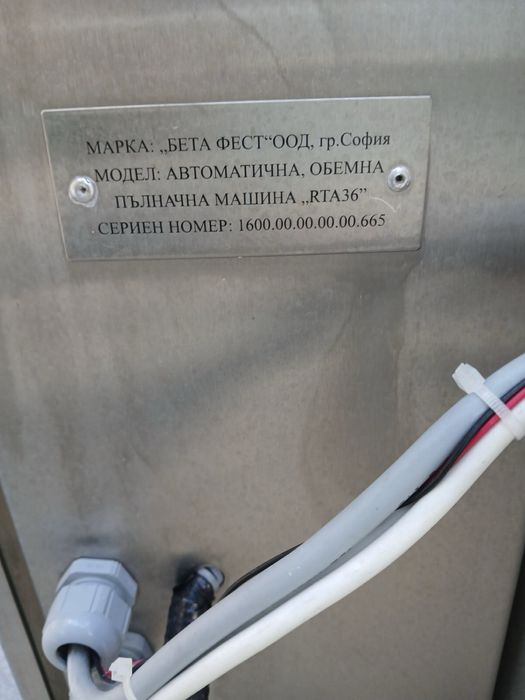 МАРКА: „БЕТА ФЕСТ“ООД, гр.София
МОДЕЛ: АВТОМАТИЧНА, ОБЕМНА
ПЪЛНАЧНА МАШИНА „RTA36”
СЕРИЕН НОМЕР: 1600.00.00.00.00.665